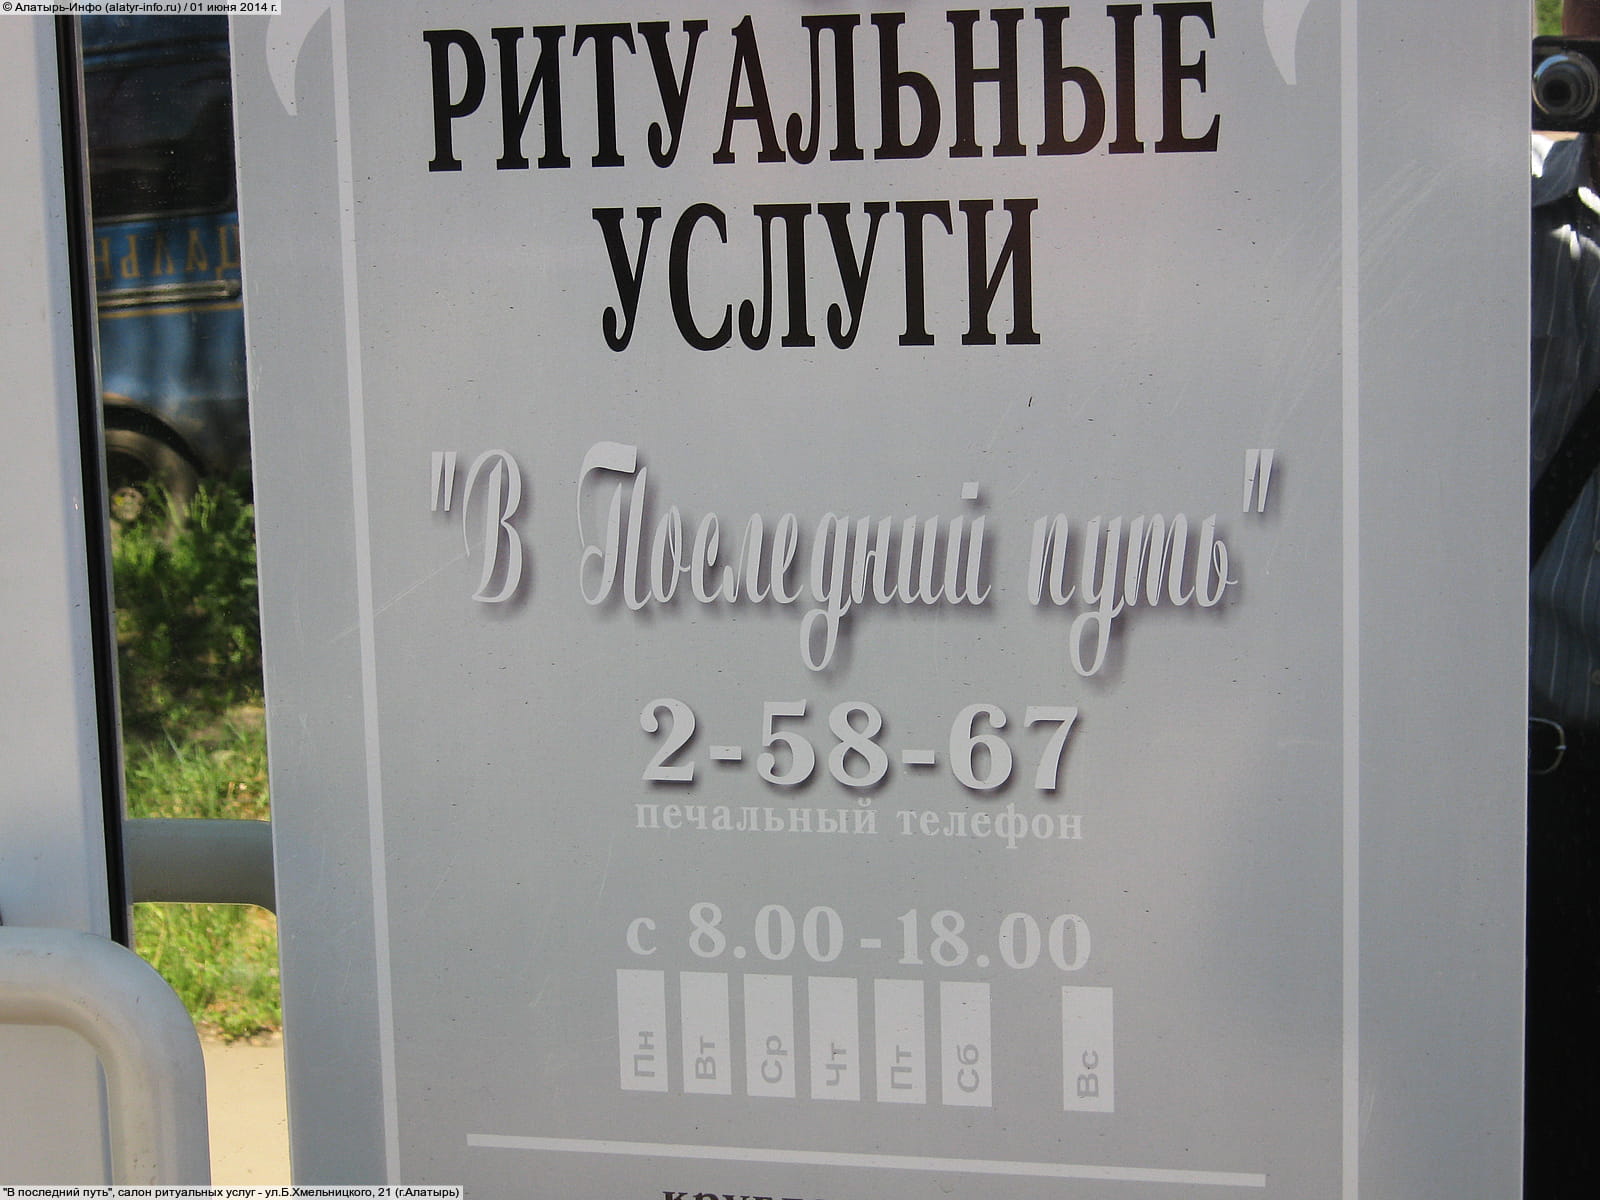 © Алатырь-Инфо (alatyr-info.ru) / 01 июня 2014 г.
РИТУАЛЬНЫЕ
УСЛУГИ
"В Последний путь"
2-58-67
печальный телефон
с 8.00-18.00
Пн Вт Ср Чт Пт Сб Вс
"В последний путь", салон ритуальных услуг - ул.Б.Хмельницкого, 21 (г.Алатырь)